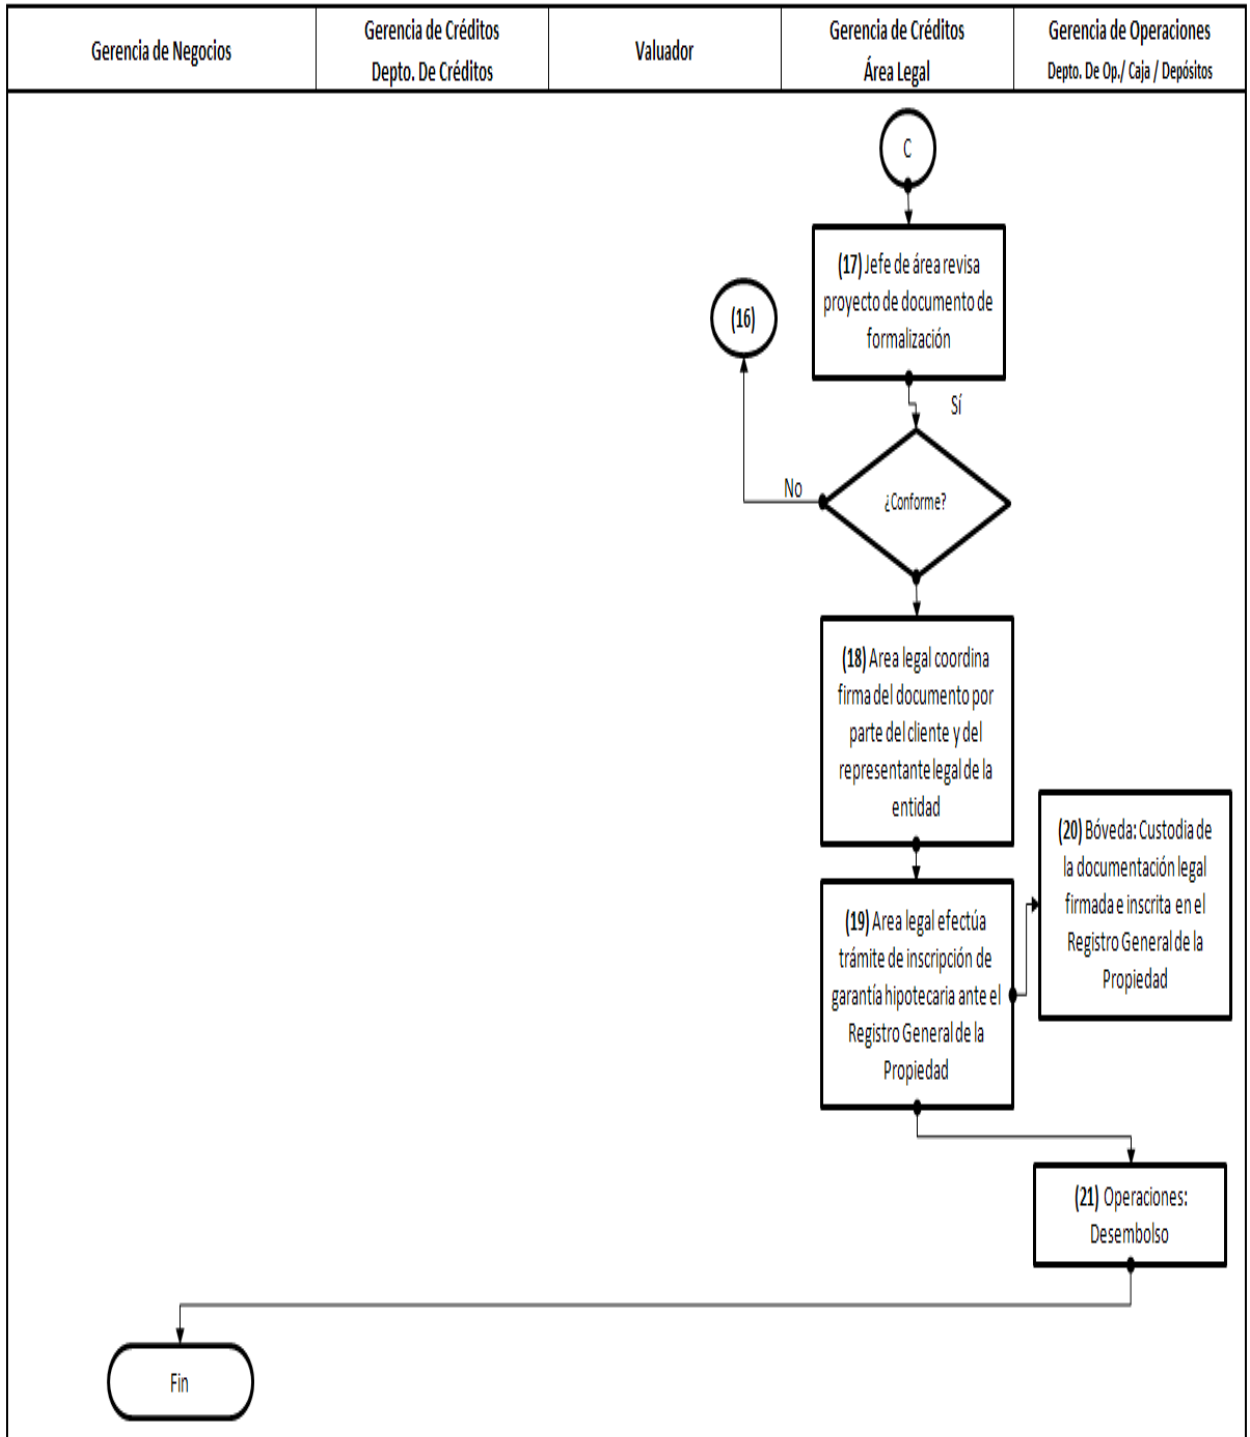 Gerencia de Negocios
Gerencia de Créditos
Depto. De Créditos
Valuador
Gerencia de Créditos
Área Legal
Gerencia de Operaciones
Depto. De Op./ Caja / Depósitos
C
(17) Jefe de área revisa
proyecto de documento de
formalización
(16)
Sí
No
¿Conforme?
(18) Area legal coordina
firma del documento por
parte del cliente y del
representante legal de la
entidad
(20) Bóveda: Custodia de
la documentación legal
firmada e inscrita en el
Registro General de la
Propiedad
(19) Area legal efectúa
trámite de inscripción de
garantía hipotecaria ante el
Registro General de la
Propiedad
(21) Operaciones:
Desembolso
Fin